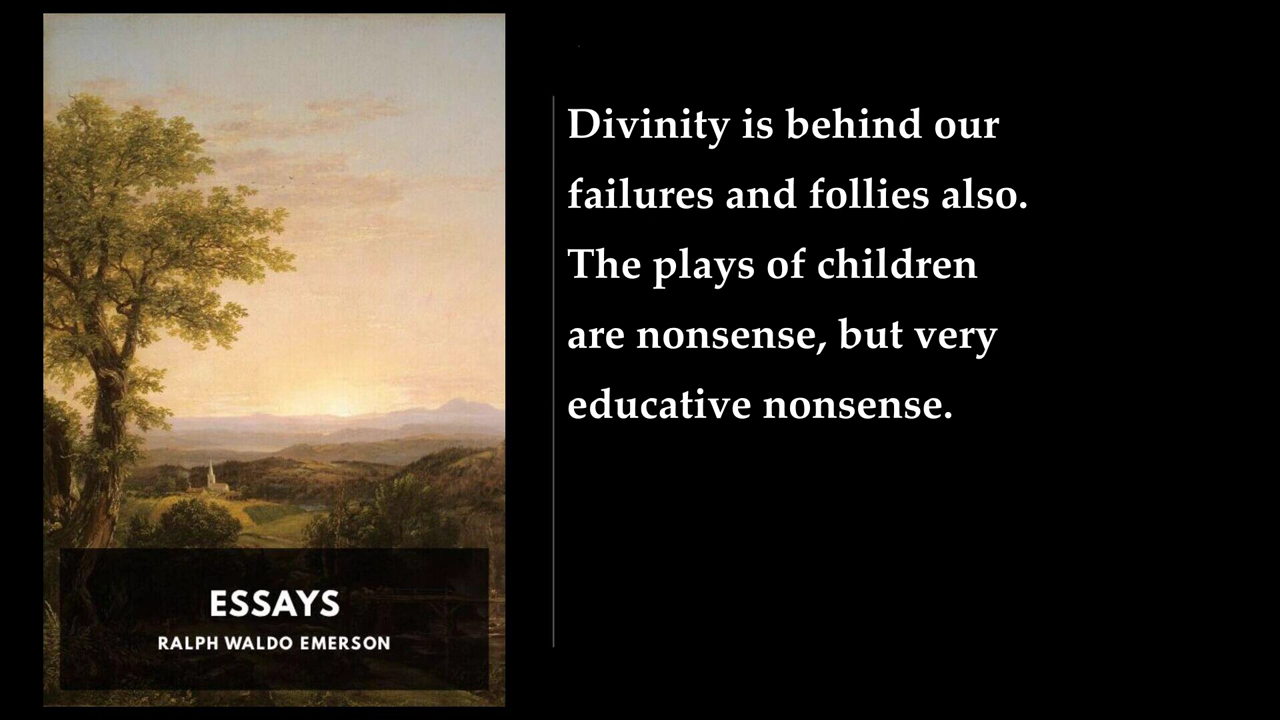 ESSAYS
RALPH WALDO EMERSON
Divinity is behind our
failures and follies also.
The plays of children
are nonsense, but very
educative nonsense.